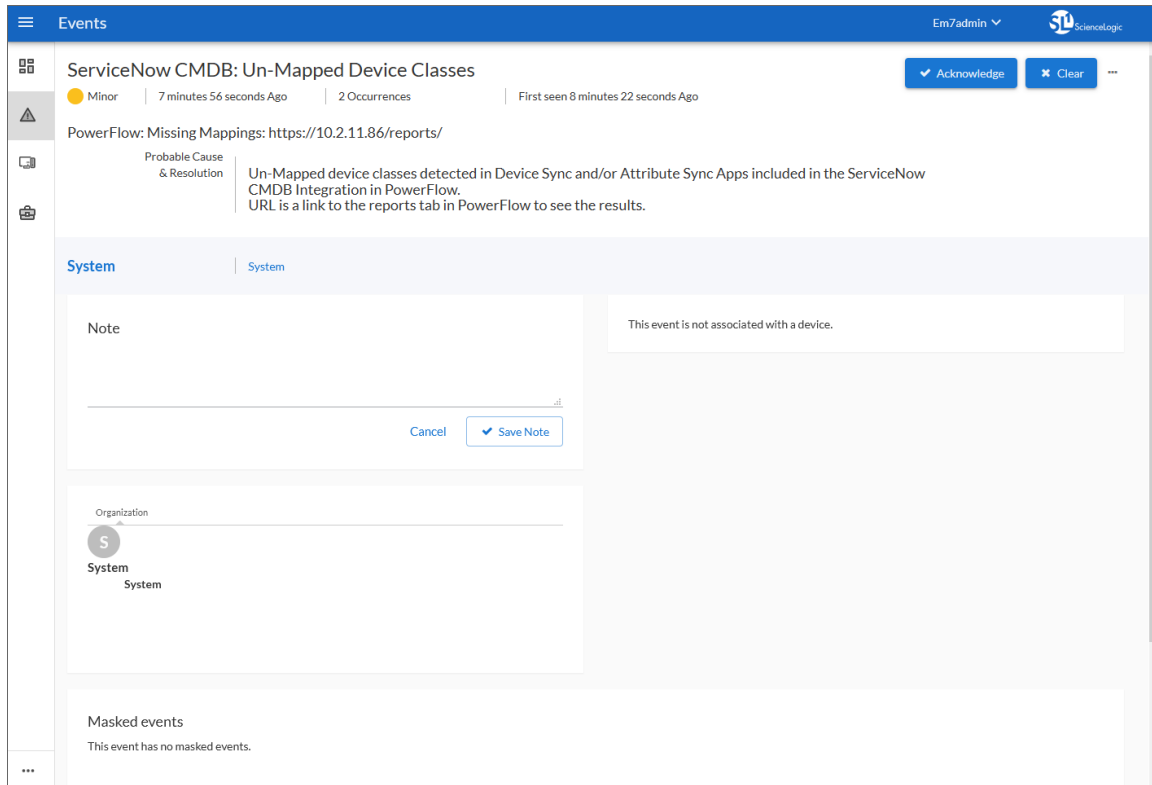 Events
Em7admin
SL1 ScienceLogic
ServiceNow CMDB: Un-Mapped Device Classes
Acknowledge
Clear
Minor
7 minutes 56 seconds Ago
2 Occurrences
First seen 8 minutes 22 seconds Ago
PowerFlow: Missing Mappings: https://10.2.11.86/reports/
Probable Cause
& Resolution
Un-Mapped device classes detected in Device Sync and/or Attribute Sync Apps included in the ServiceNow
CMDB Integration in PowerFlow.
URL is a link to the reports tab in PowerFlow to see the results.
System
System
Note
This event is not associated with a device.
Cancel
Save Note
Organization
S
System
System
Masked events
This event has no masked events.